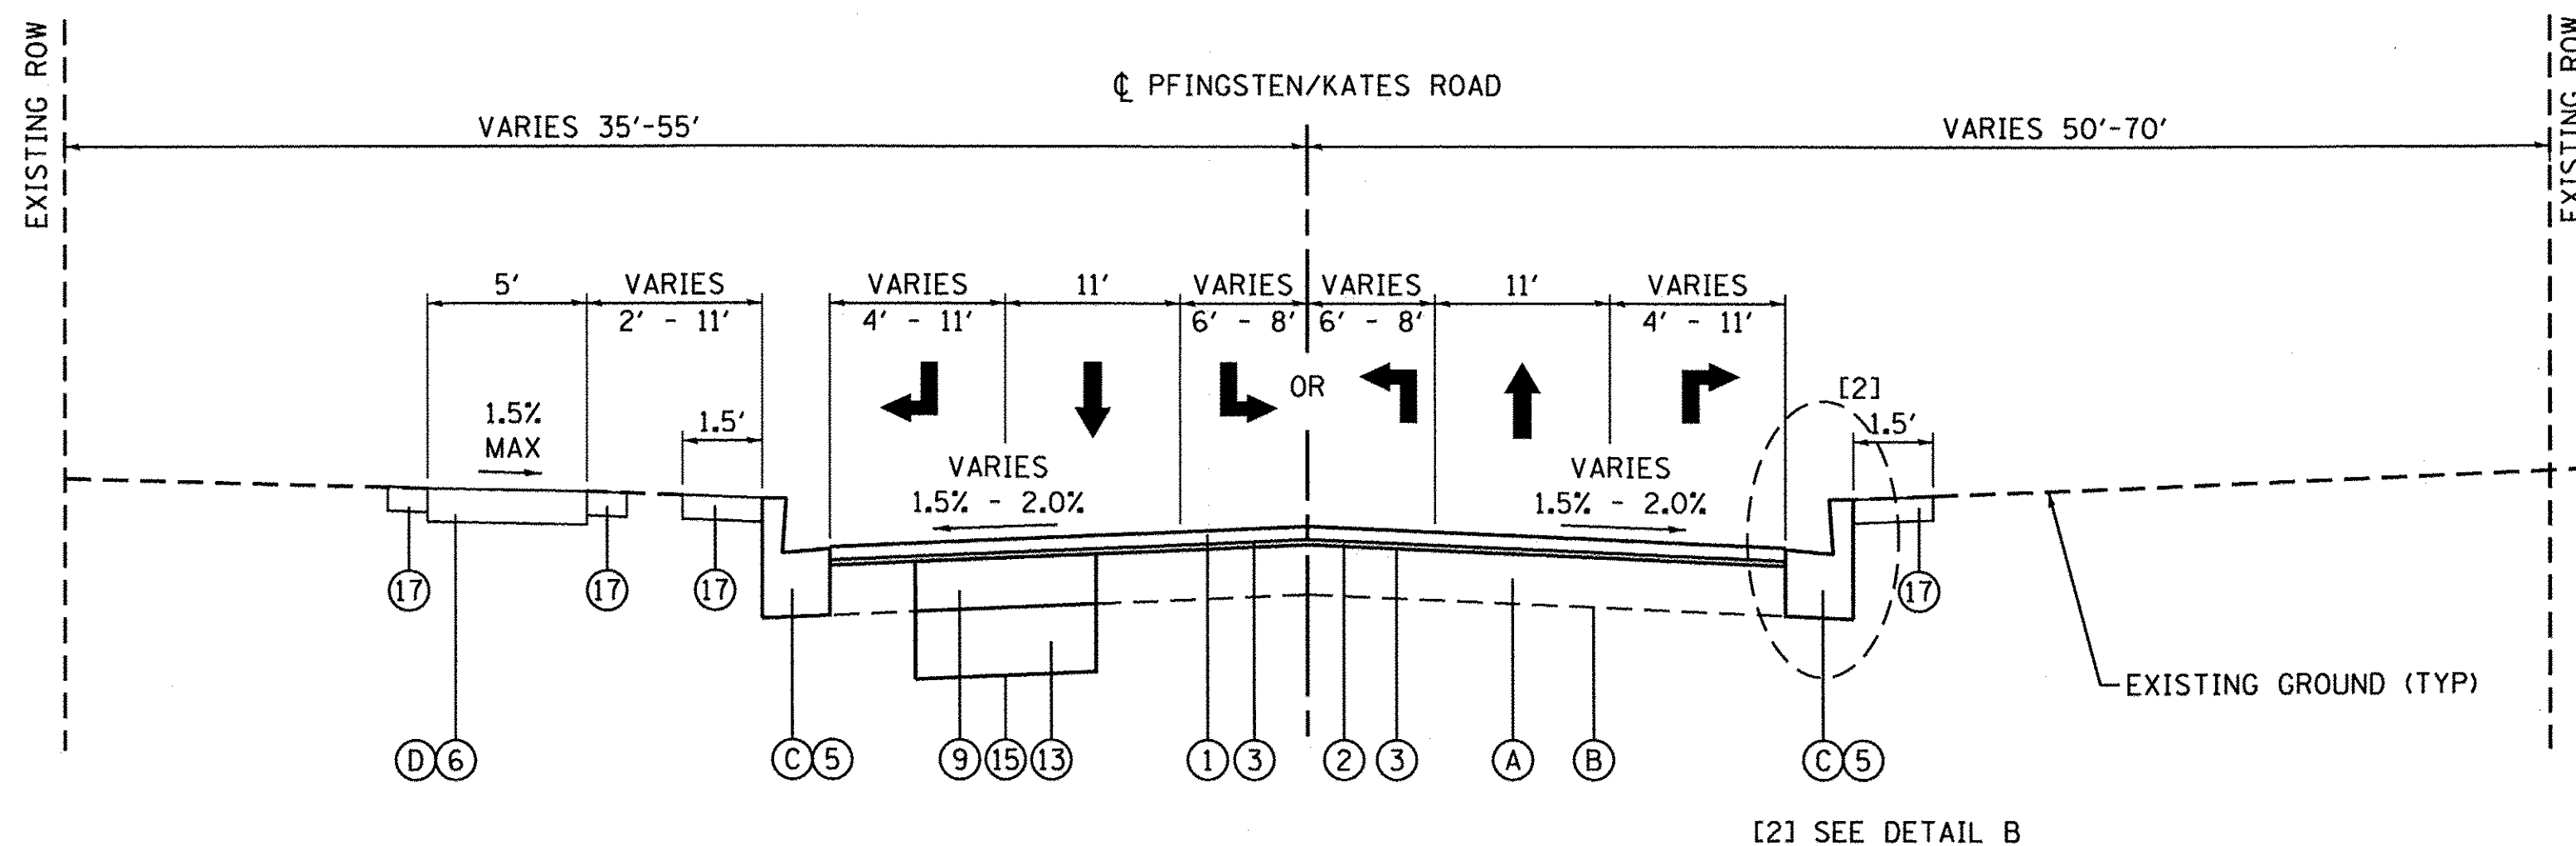 ℄ PFINGSTEN/KATES ROAD
EXISTING ROW
EXISTING ROW
VARIES 35'-55'
VARIES 50'-70'
5'
VARIES
2' - 11'
VARIES
4' - 11'
11'
VARIES
6' - 8'
VARIES
6' - 8'
11'
VARIES
4' - 11'
OR
[2]
1.5%
MAX
1.5'
1.5'
VARIES
1.5% - 2.0%
VARIES
1.5% - 2.0%
17
17
17
17
EXISTING GROUND (TYP)
D 6
C 5
9 15 13
1 3
2 3
A
B
C 5
[2] SEE DETAIL B